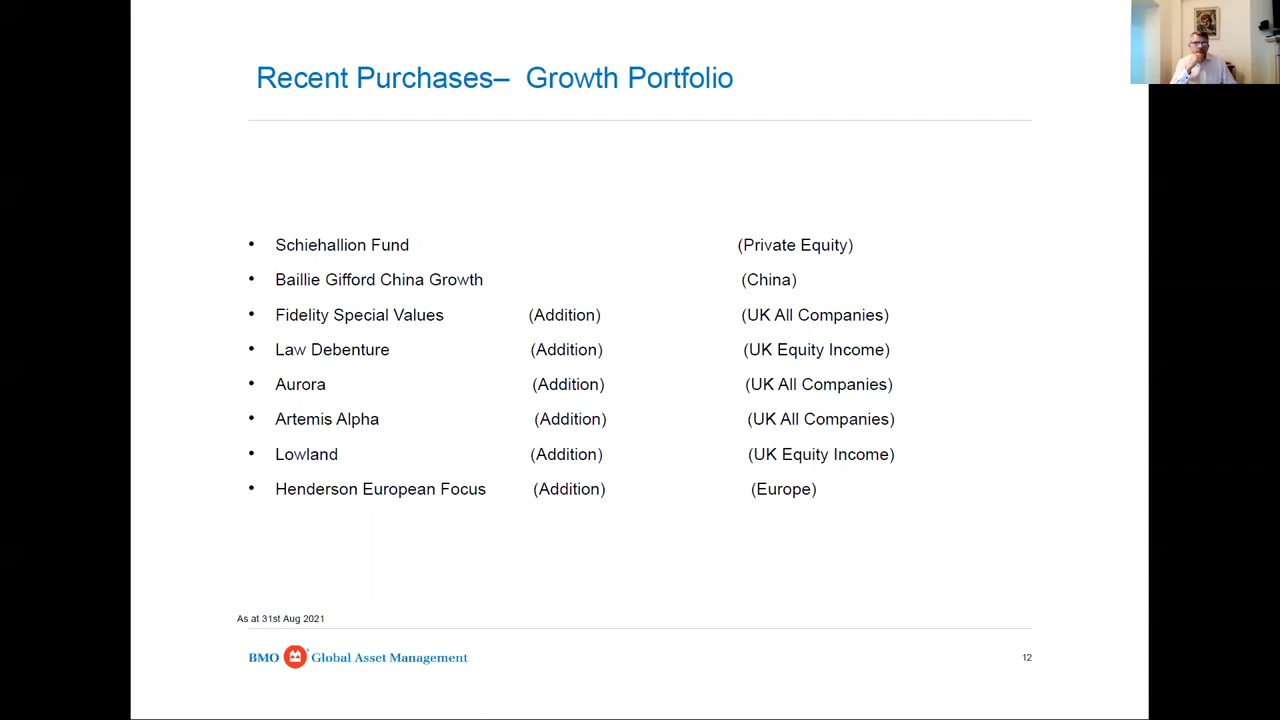 Recent Purchases– Growth Portfolio
• Schiehallion Fund (Private Equity)
• Baillie Gifford China Growth (China)
• Fidelity Special Values (Addition) (UK All Companies)
• Law Debenture (Addition) (UK Equity Income)
• Aurora (Addition) (UK All Companies)
• Artemis Alpha (Addition) (UK All Companies)
• Lowland (Addition) (UK Equity Income)
• Henderson European Focus (Addition) (Europe)
As at 31st Aug 2021
BMO Global Asset Management 12